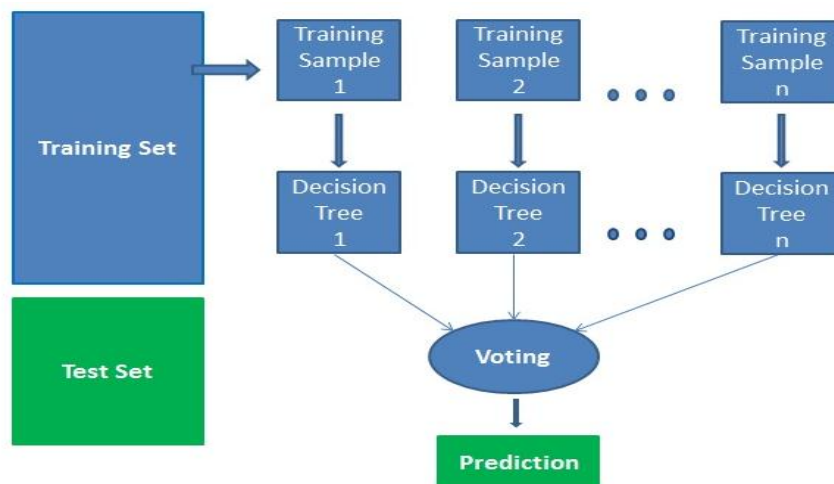 Training Set
Test Set
Training
Sample
1
Training
Sample
2
Training
Sample
n
Decision
Tree
1
Decision
Tree
2
Decision
Tree
n
Voting
Prediction